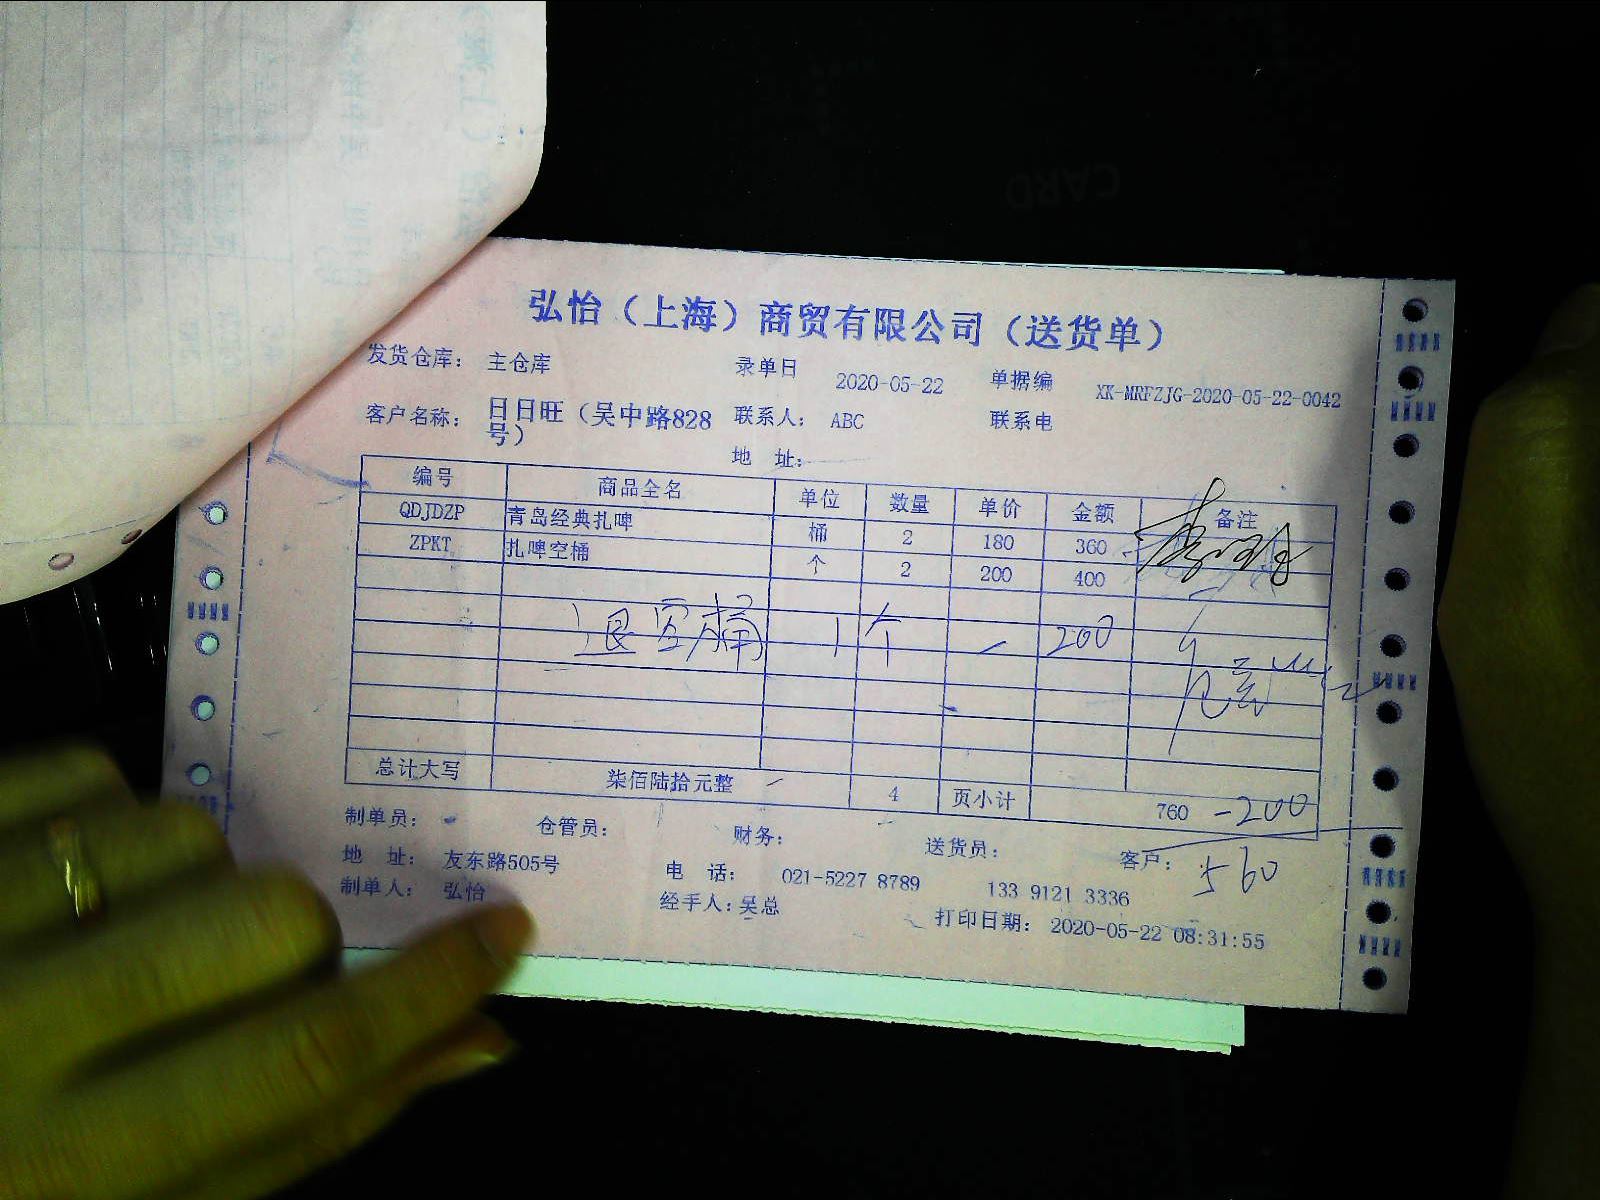 弘怡（上海）商贸有限公司（送货单）
发货仓库： 主仓库 录单日 2020-05-22 单据编 XK-MRFZJG-2020-05-22-0042
客户名称： 日日旺（吴中路828号） 联系人： ABC 联系电
地 址：
编号 商品全名 单位 数量 单价 金额 备注
QDJDZP 青岛经典扎啤 桶 2 180 360
ZPKT 扎啤空桶 个 2 200 400
退空桶 1个 - 200
总计大写 柒佰陆拾元整 4 页小计 760 -200
制单员： 仓管员： 财务： 送货员： 客户： 560
地 址： 友东路505号 电 话： 021-5227 8789 133 9121 3336
制单人： 弘怡 经手人：吴总 打印日期： 2020-05-22 08:31:55
CARD